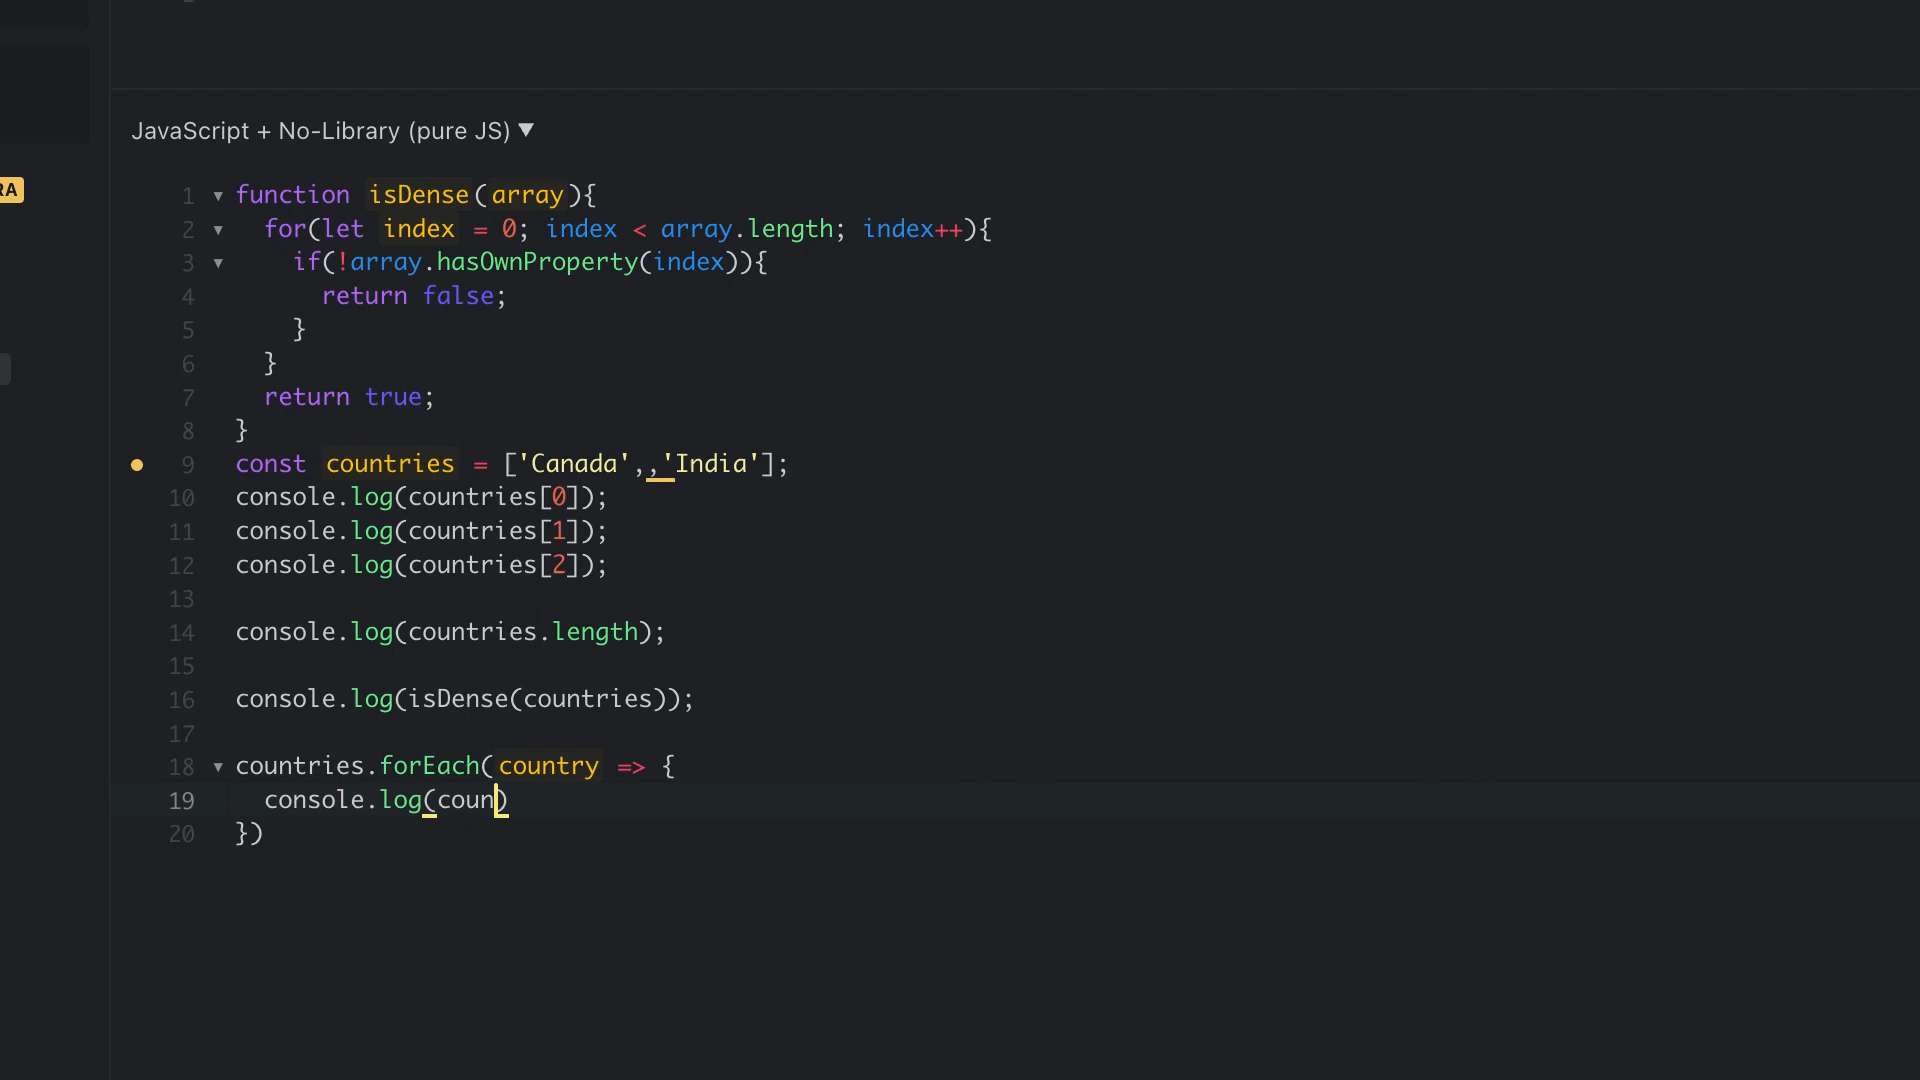 JavaScript + No-Library (pure JS) ▼
RA
1 ▼ function isDense(array){
2 ▼   for(let index = 0; index < array.length; index++){
3 ▼     if(!array.hasOwnProperty(index)){
4       return false;
5     }
6   }
7   return true;
8 }
9 const countries = ['Canada',,'India'];
10 console.log(countries[0]);
11 console.log(countries[1]);
12 console.log(countries[2]);
13
14 console.log(countries.length);
15
16 console.log(isDense(countries));
17
18 ▼ countries.forEach(country => {
19   console.log(coun)
20 })